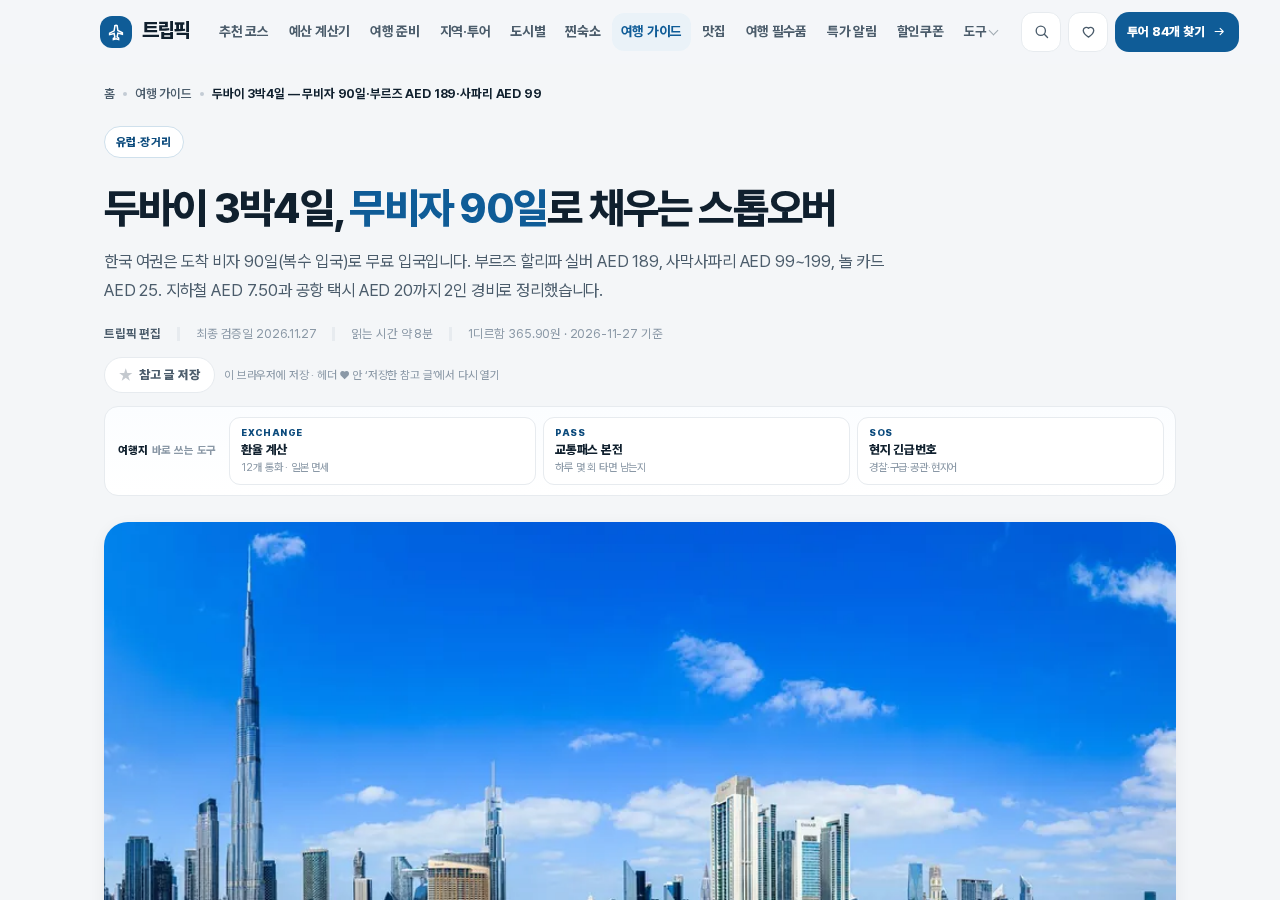 트립픽
추천 코스
예산 계산기
여행 준비
지역·투어
도시별
찐숙소
여행 가이드
맛집
여행 필수품
특가 알림
할인쿠폰
도구
투어 84개 찾기 →
홈 • 여행 가이드 • 두바이 3박4일 — 무비자 90일·부르즈 AED 189·사파리 AED 99
유럽·장거리
두바이 3박4일, 무비자 90일로 채우는 스톱오버
한국 여권은 도착 비자 90일(복수 입국)로 무료 입국입니다. 부르즈 할리파 실버 AED 189, 사막사파리 AED 99~199, 놀 카드
AED 25. 지하철 AED 7.50과 공항 택시 AED 20까지 2인 경비로 정리했습니다.
트립픽 편집 | 최종 검증일 2026.11.27 | 읽는 시간 약 8분 | 1디르함 365.90원 · 2026-11-27 기준
★ 참고 글 저장 이 브라우저에 저장 · 헤더 ♥ 안 '저장한 참고 글'에서 다시 열기
여행지 바로 쓰는 도구
EXCHANGE
환율 계산
12개 통화 · 일본 면세
PASS
교통패스 본전
하루 몇 회 타면 남는지
SOS
현지 긴급번호
경찰·구급·공관·현지어